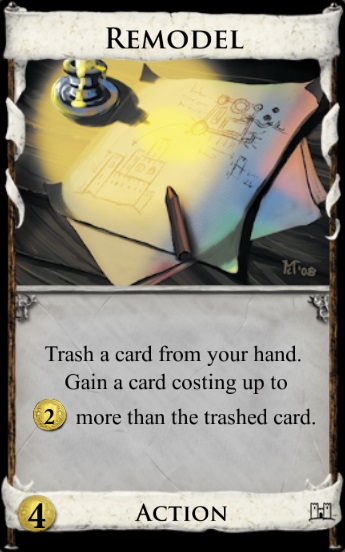 REMODEL
Trash a card from your hand.
Gain a card costing up to
2 more than the trashed card.
4 ACTION